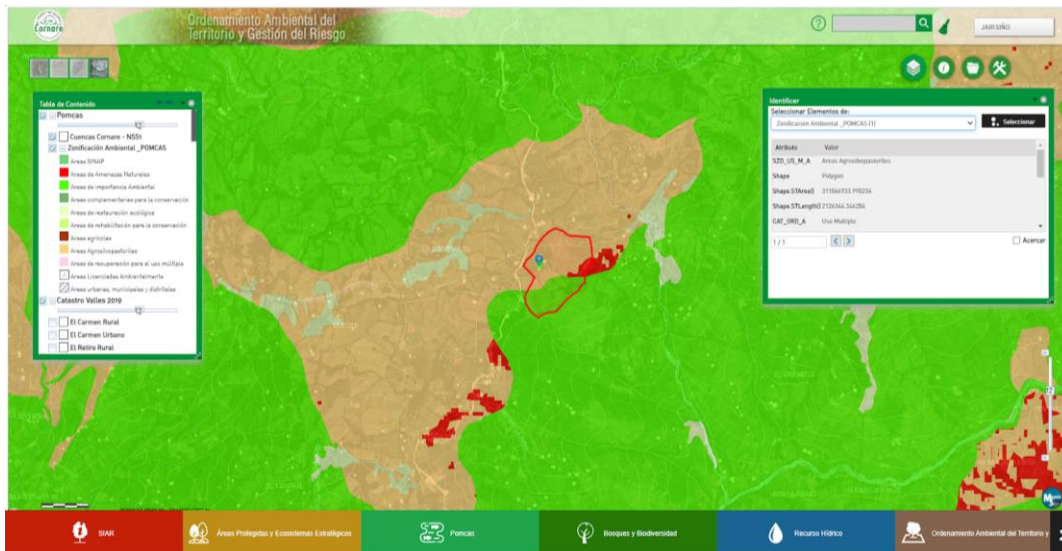 Cornare
Ordenamiento Ambiental del
Territorio y Gestión del Riesgo
JAIR SIÑO
Tabla de Contenido
Pomcas
Cuencas Cornare - NSS1
Zonificación Ambiental _POMCAS
Areas SINAP
Areas de Amenazas Naturales
Areas de importancia Ambiental
Areas complementarias para la conservación
Areas de restauración ecológica
Areas de rehabilitación para la conservación
Areas agrícolas
Areas Agrosilvopastoriles
Areas de recuperación para el uso múltiple
Areas Licenciadas Ambientalmente
Areas urbanas, municipales y distritales
Catastro Valles 2019
El Carmen Rural
El Carmen Urbano
El Retiro Rural
Identificar
Seleccionar Elementos de:
Zonificación Ambiental _POMCAS (1)
Seleccionar
Atributo Valor
SZO_US_M_A Areas Agrosilvopastoriles
Shape Polygon
Shape.STArea()
Shape.STLength()
CAT_ORD_A Uso Multiple
1 / 1
Acercar
SIAR
Áreas Protegidas y Ecosistemas Estratégicos
Pomcas
Bosques y Biodiversidad
Recurso Hídrico
Ordenamiento Ambiental del Territorio y